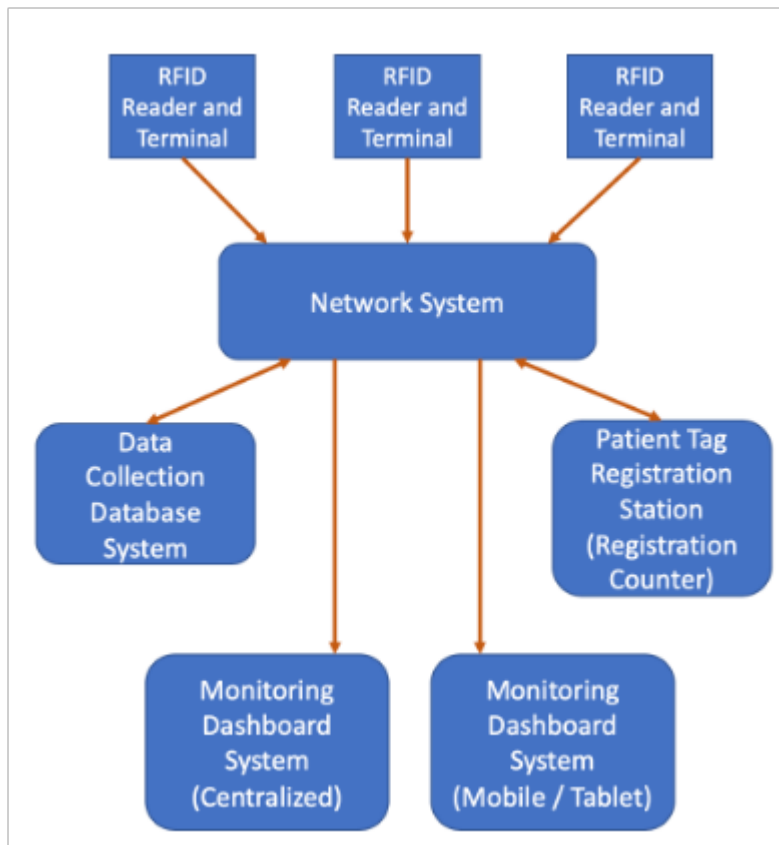 RFID
Reader and
Terminal
RFID
Reader and
Terminal
RFID
Reader and
Terminal
Network System
Data
Collection
Database
System
Patient Tag
Registration
Station
(Registration
Counter)
Monitoring
Dashboard
System
(Centralized)
Monitoring
Dashboard
System
(Mobile / Tablet)